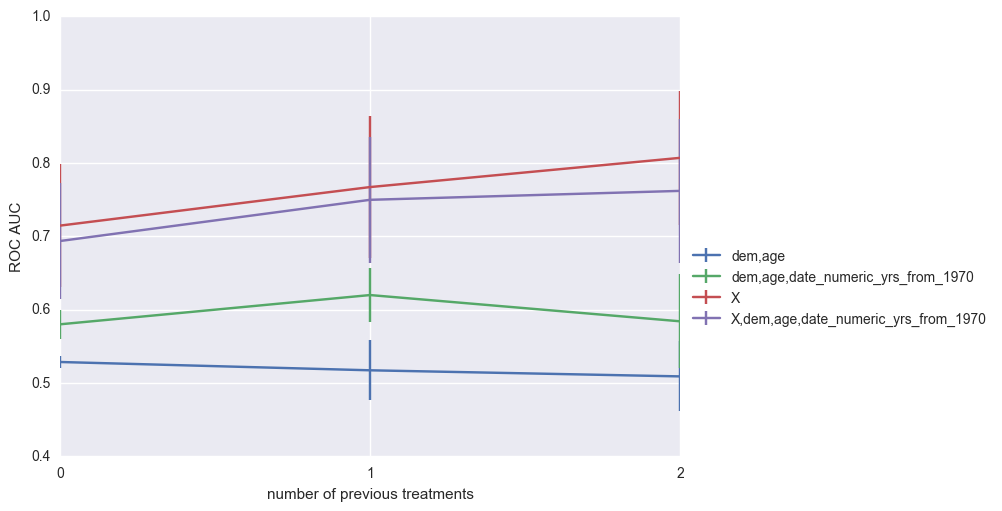 1.0
0.9
0.8
0.7
0.6
0.5
0.4
ROC AUC
0 1 2
number of previous treatments
dem,age
dem,age,date_numeric_yrs_from_1970
X
X,dem,age,date_numeric_yrs_from_1970